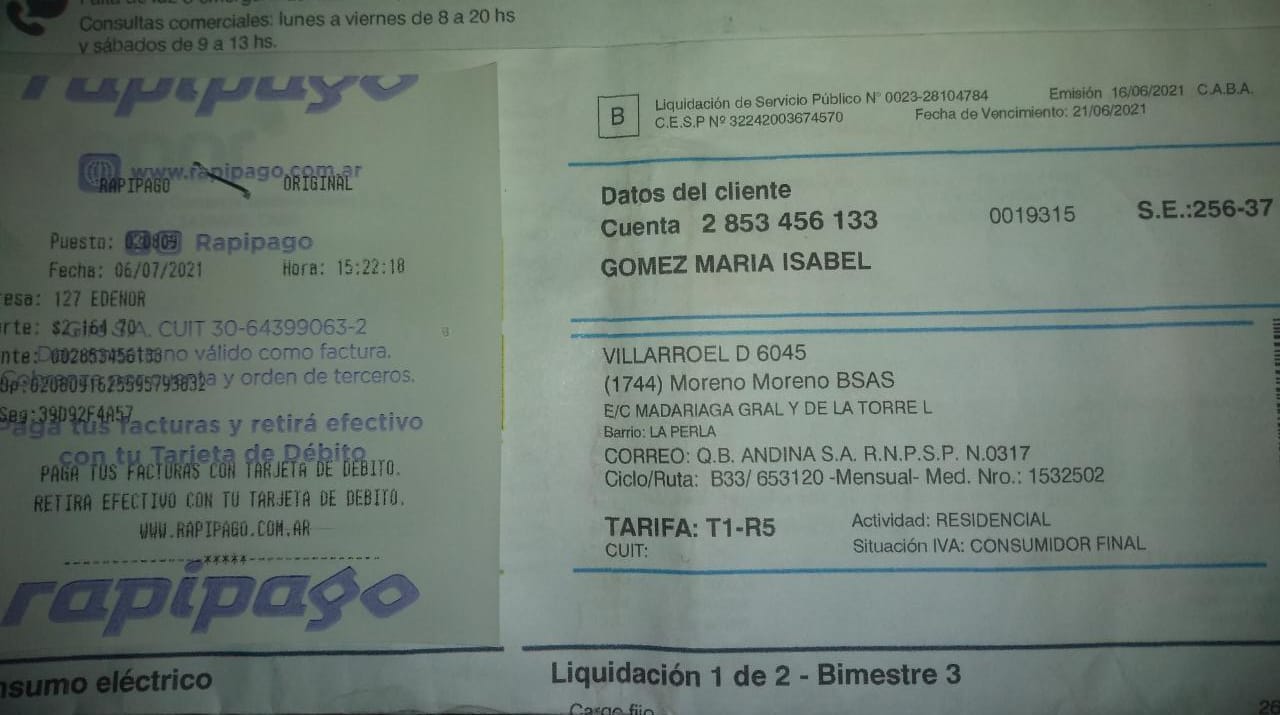 Consultas comerciales: lunes a viernes de 8 a 20 hs
y sábados de 9 a 13 hs.
rapipago
www.rapipago.com.ar
RAPIPAGO ORIGINAL
Puesto: 020809 Rapipago
Fecha: 06/07/2021 Hora: 15:22:18
esa: 127 EDENOR
rte: $2.164,70 S.A. CUIT 30-64399063-2
nte: 002853456133 no válido como factura.
Op:0208091625595793832 y orden de terceros.
Seg:39D92F4A57
Paga tus facturas y retirá efectivo
con tu Tarjeta de Débito
PAGA TUS FACTURAS CON TARJETA DE DEBITO.
RETIRA EFECTIVO CON TU TARJETA DE DEBITO.
WWW.RAPIPAGO.COM.AR
*****
rapipago
nsumo eléctrico
B
Liquidación de Servicio Público N° 0023-28104784 Emisión 16/06/2021 C.A.B.A.
C.E.S.P Nº 32242003674570 Fecha de Vencimiento: 21/06/2021
Datos del cliente
Cuenta 2 853 456 133 0019315 S.E.:256-37
GOMEZ MARIA ISABEL
VILLARROEL D 6045
(1744) Moreno Moreno BSAS
E/C MADARIAGA GRAL Y DE LA TORRE L
Barrio: LA PERLA
CORREO: Q.B. ANDINA S.A. R.N.P.S.P. N.0317
Ciclo/Ruta: B33/ 653120 -Mensual- Med. Nro.: 1532502
TARIFA: T1-R5 Actividad: RESIDENCIAL
CUIT: Situación IVA: CONSUMIDOR FINAL
Liquidación 1 de 2 - Bimestre 3
Cargo fijo